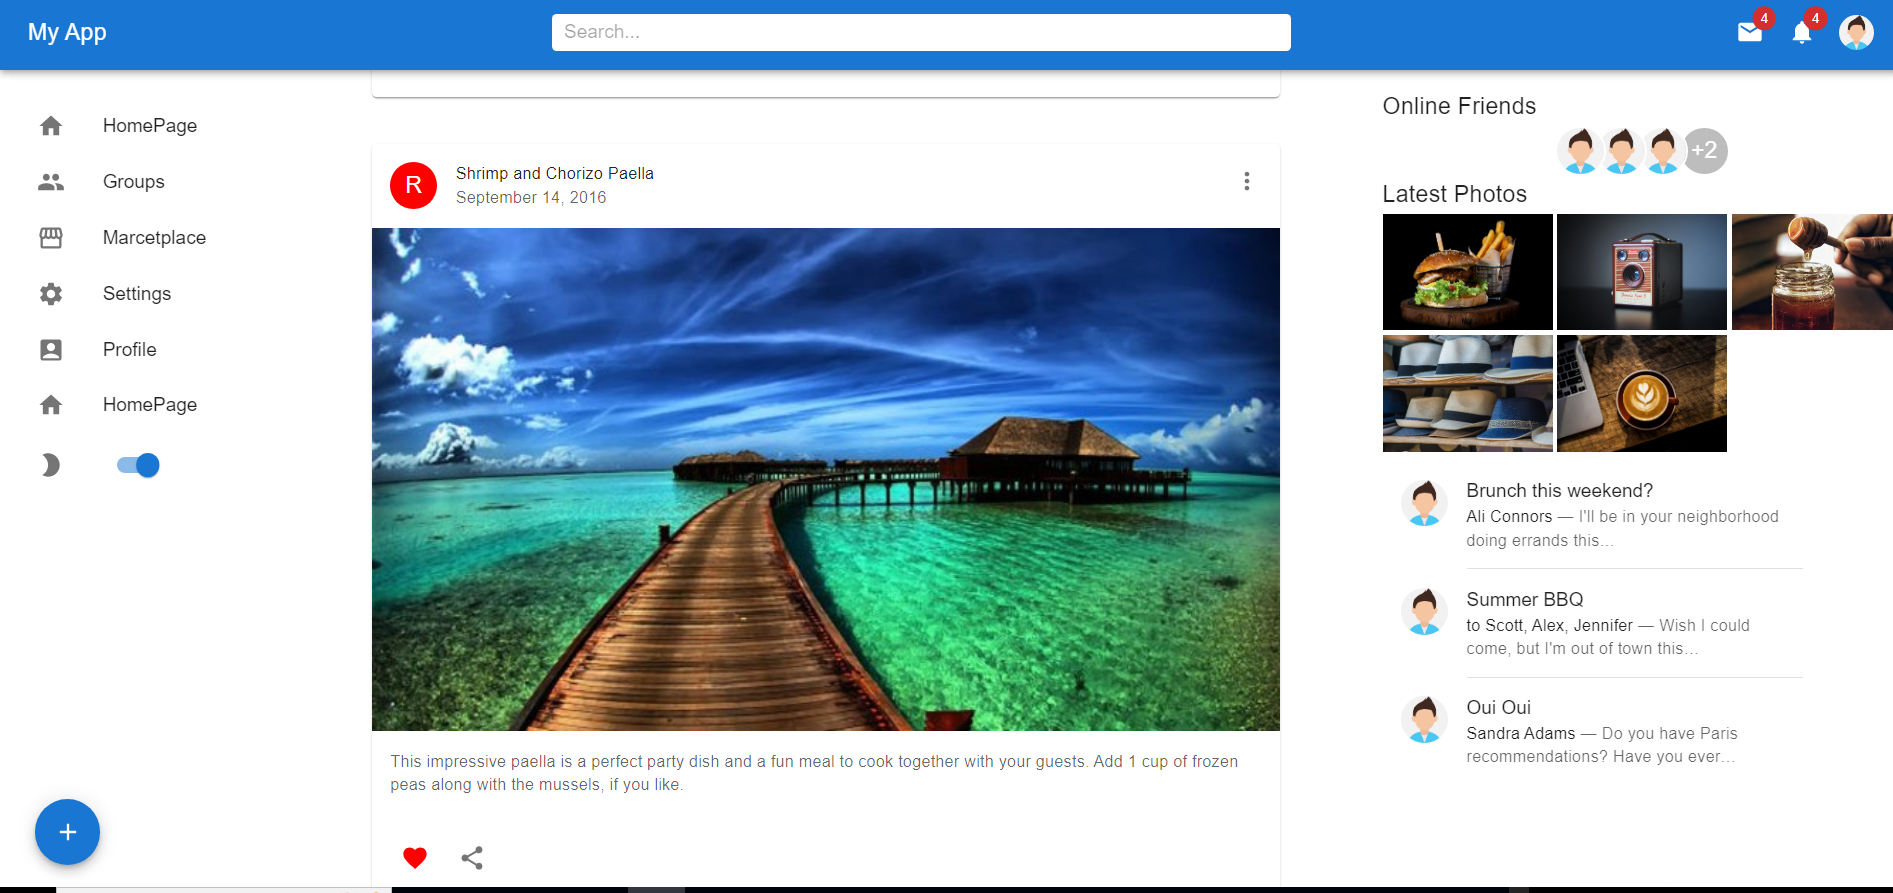 My App
Search...
4
4
HomePage
Groups
Marcetplace
Settings
Profile
HomePage
R
Shrimp and Chorizo Paella
September 14, 2016
This impressive paella is a perfect party dish and a fun meal to cook together with your guests. Add 1 cup of frozen
peas along with the mussels, if you like.
Online Friends
+2
Latest Photos
Brunch this weekend?
Ali Connors — I'll be in your neighborhood
doing errands this...
Summer BBQ
to Scott, Alex, Jennifer — Wish I could
come, but I'm out of town this...
Oui Oui
Sandra Adams — Do you have Paris
recommendations? Have you ever...